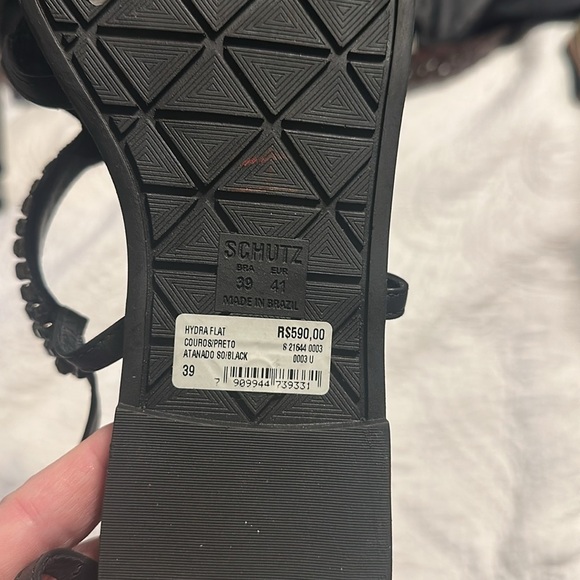 SCHUTZ
BRA EUR
39 41
MADE IN BRAZIL
HYDRA FLAT R$590,00
COUROS/PRETO S 21644 0003
ATANADO SO/BLACK 0003 U
39
7 909944 739331